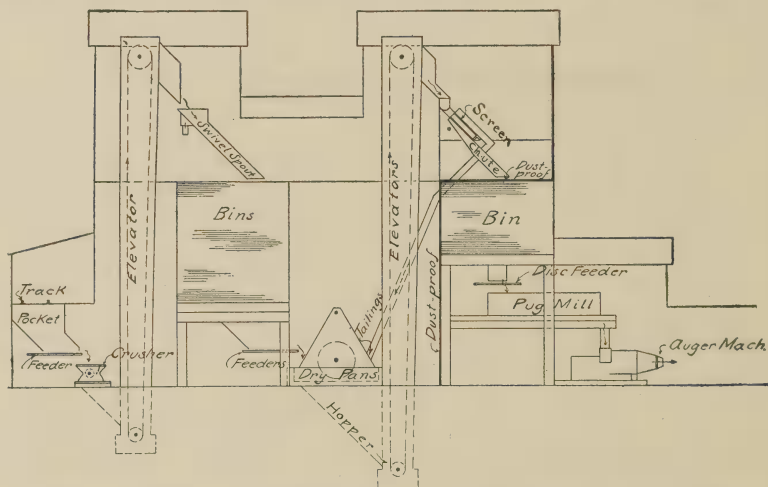 Swivel Spout
Elevator
Bins
Track
Pocket
Feeder
Crusher
Feeders
Dry Pans
Hopper
Tailings
Elevators
Screen
Chute
Dust-
proof
Dust-proof
Bin
Disc Feeder
Pug Mill
Auger Mach.